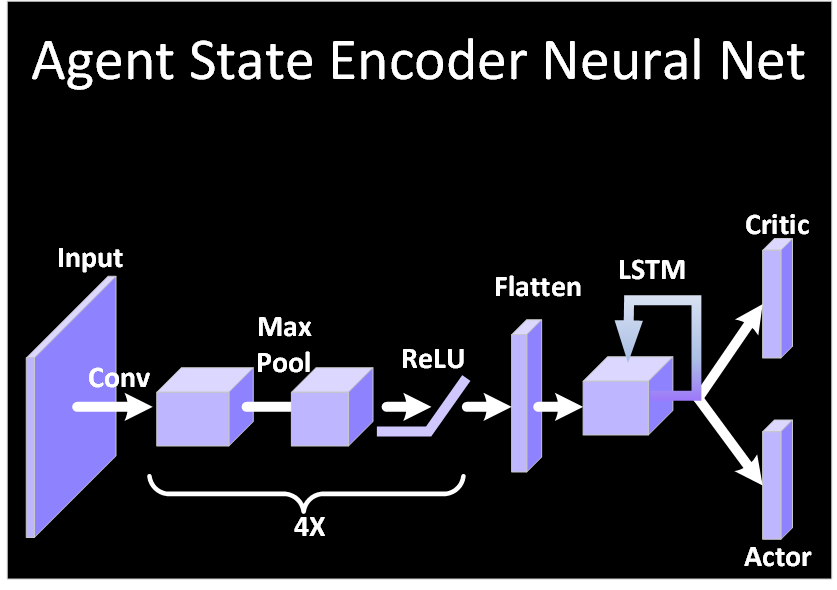 Agent State Encoder Neural Net
Input
Conv
Max
Pool
ReLU
4X
Flatten
LSTM
Critic
Actor